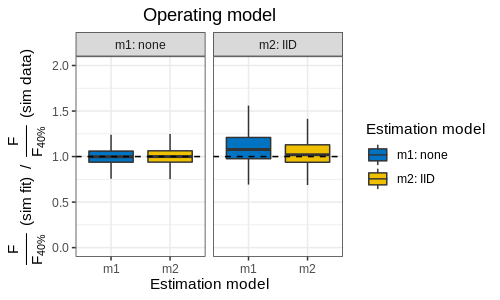 Operating model
m1: none
m2: IID
F/F40% (sim fit) / F/F40% (sim data)
2.0
1.5
1.0
0.5
0.0
m1
m2
m1
m2
Estimation model
Estimation model
m1: none
m2: IID